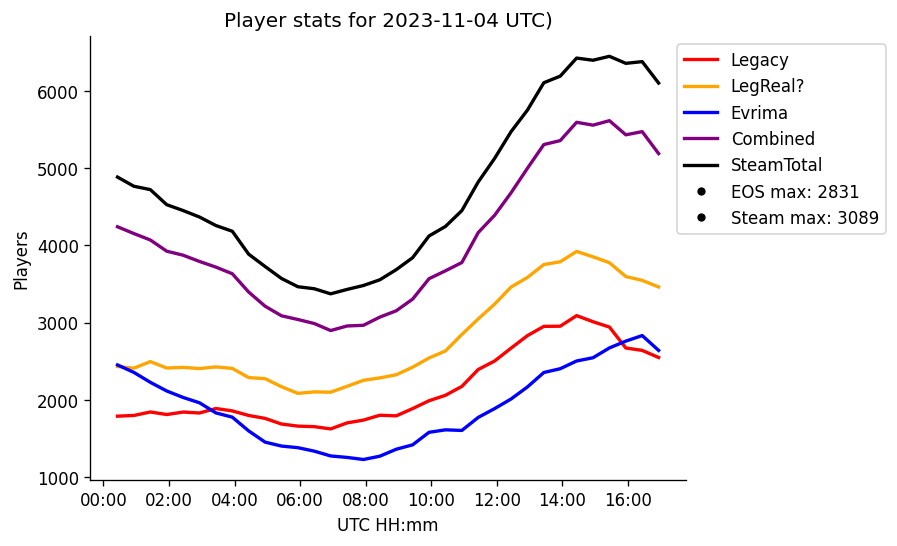 Player stats for 2023-11-04 UTC)
Legacy
LegReal?
Evrima
Combined
SteamTotal
EOS max: 2831
Steam max: 3089
Players
6000
5000
4000
3000
2000
1000
00:00 02:00 04:00 06:00 08:00 10:00 12:00 14:00 16:00
UTC HH:mm